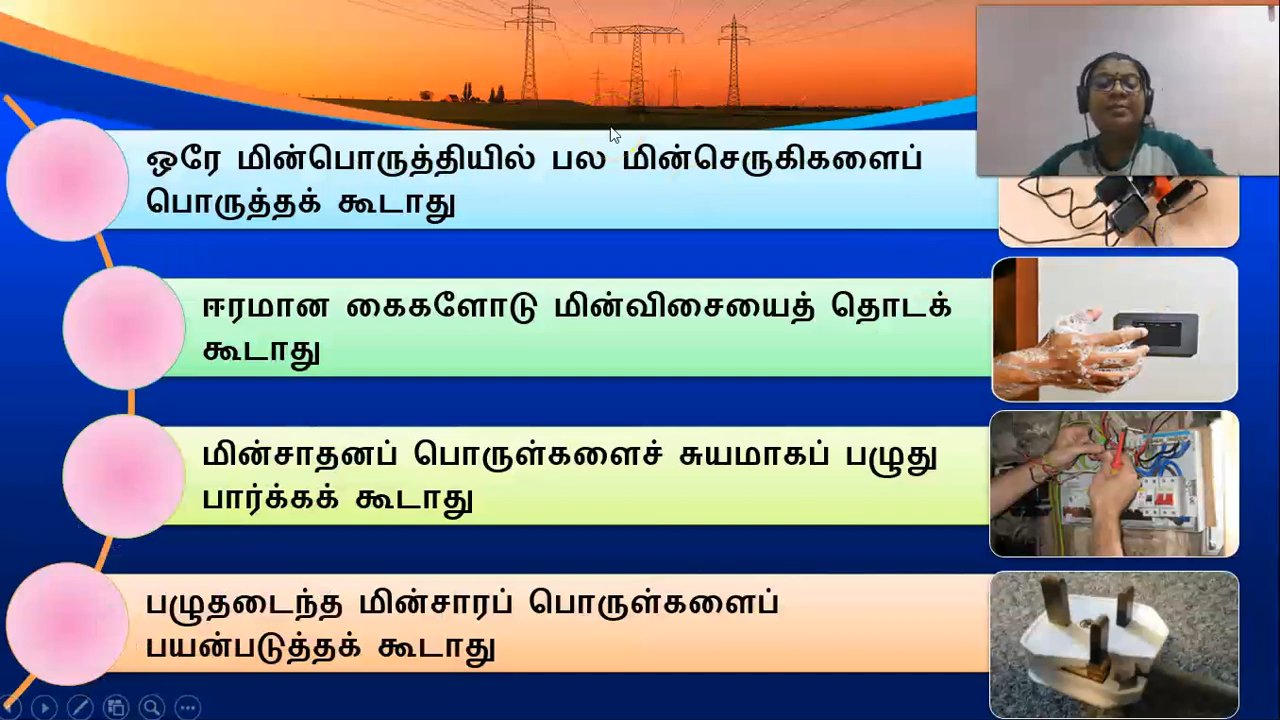 ஒரே மின்பொருத்தியில் பல மின்செருகிகளைப்
பொருத்தக் கூடாது
ஈரமான கைகளோடு மின்விசையைத் தொடக்
கூடாது
மின்சாதனப் பொருள்களைச் சுயமாகப் பழுது
பார்க்கக் கூடாது
பழுதடைந்த மின்சாரப் பொருள்களைப்
பயன்படுத்தக் கூடாது